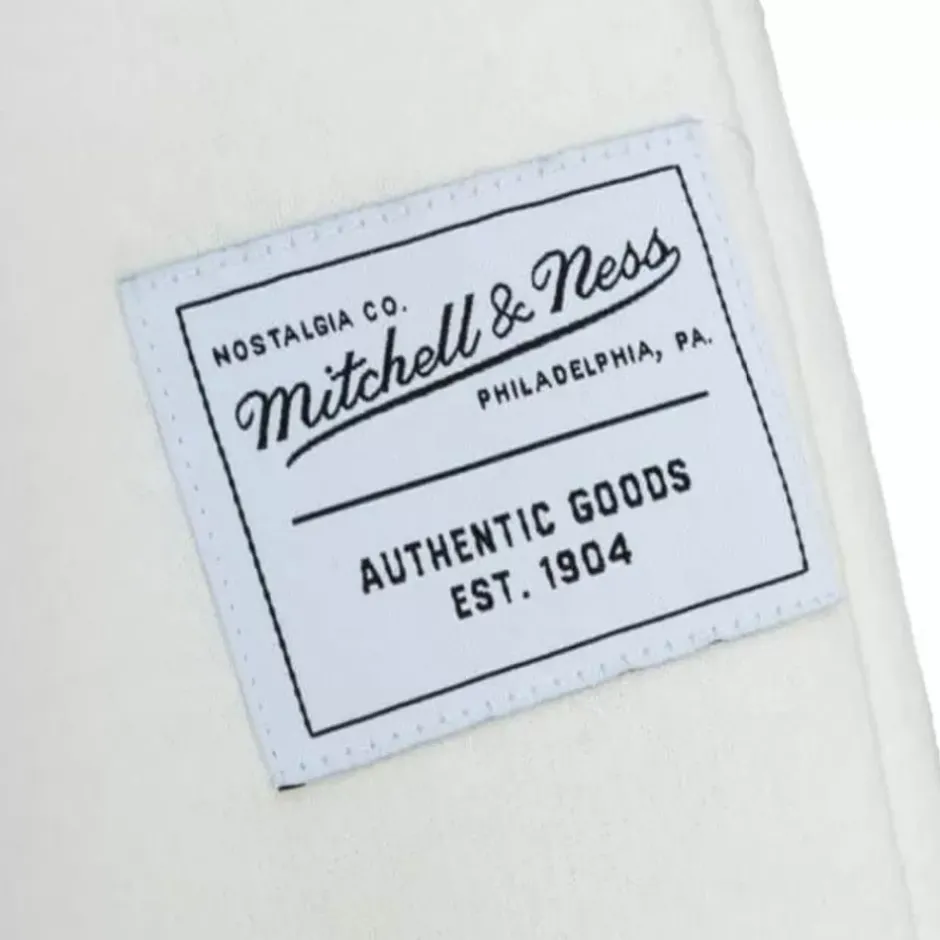 NOSTALGIA CO.
Mitchell & Ness
PHILADELPHIA, PA.
AUTHENTIC GOODS
EST. 1904